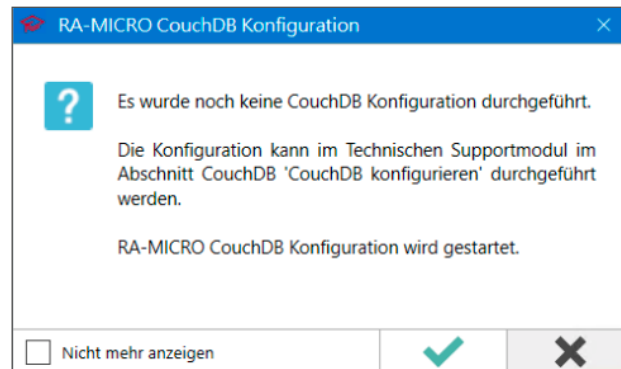 RA-MICRO CouchDB Konfiguration
Es wurde noch keine CouchDB Konfiguration durchgeführt.
Die Konfiguration kann im Technischen Supportmodul im
Abschnitt CouchDB 'CouchDB konfigurieren' durchgeführt
werden.
RA-MICRO CouchDB Konfiguration wird gestartet.
Nicht mehr anzeigen